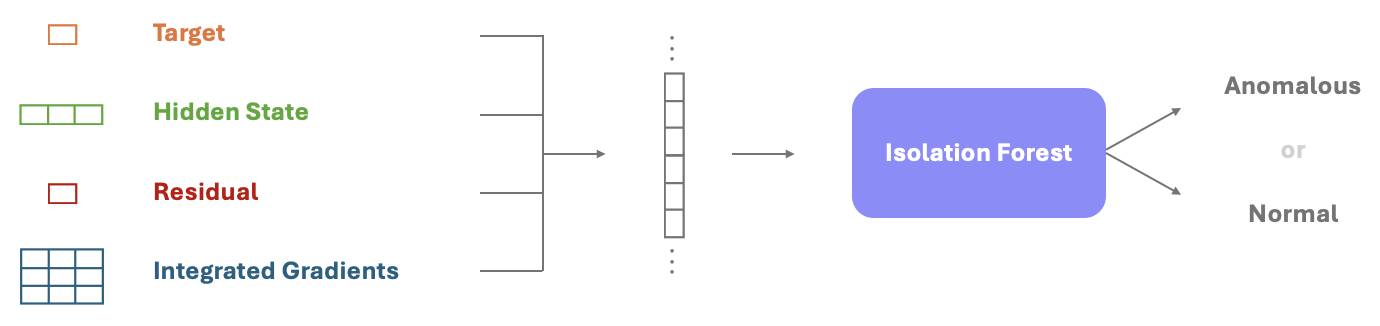 Target
Hidden State
Residual
Integrated Gradients
Isolation Forest
Anomalous
or
Normal